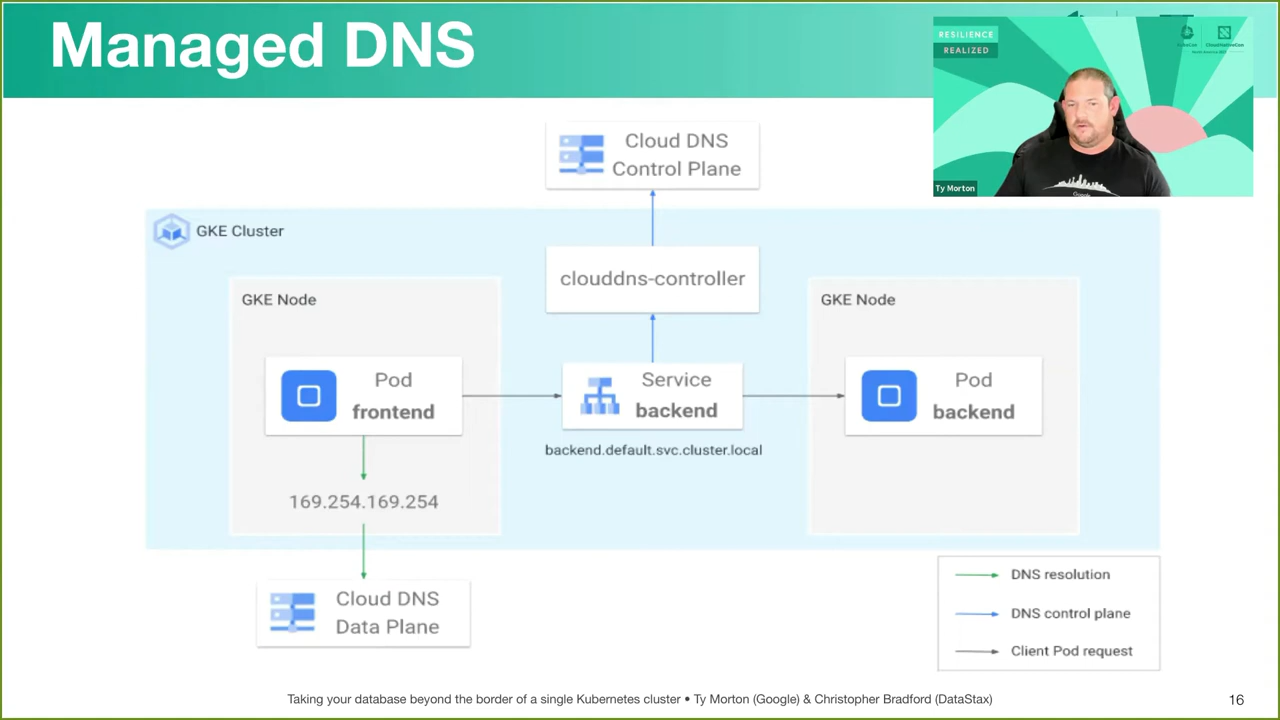 Managed DNS
RESILIENCE
REALIZED
CloudNativeCon
Ty Morton
Google
Cloud DNS
Control Plane
GKE Cluster
clouddns-controller
GKE Node
GKE Node
Pod
frontend
Service
backend
Pod
backend
backend.default.svc.cluster.local
169.254.169.254
Cloud DNS
Data Plane
DNS resolution
DNS control plane
Client Pod request
Taking your database beyond the border of a single Kubernetes cluster • Ty Morton (Google) & Christopher Bradford (DataStax)
16